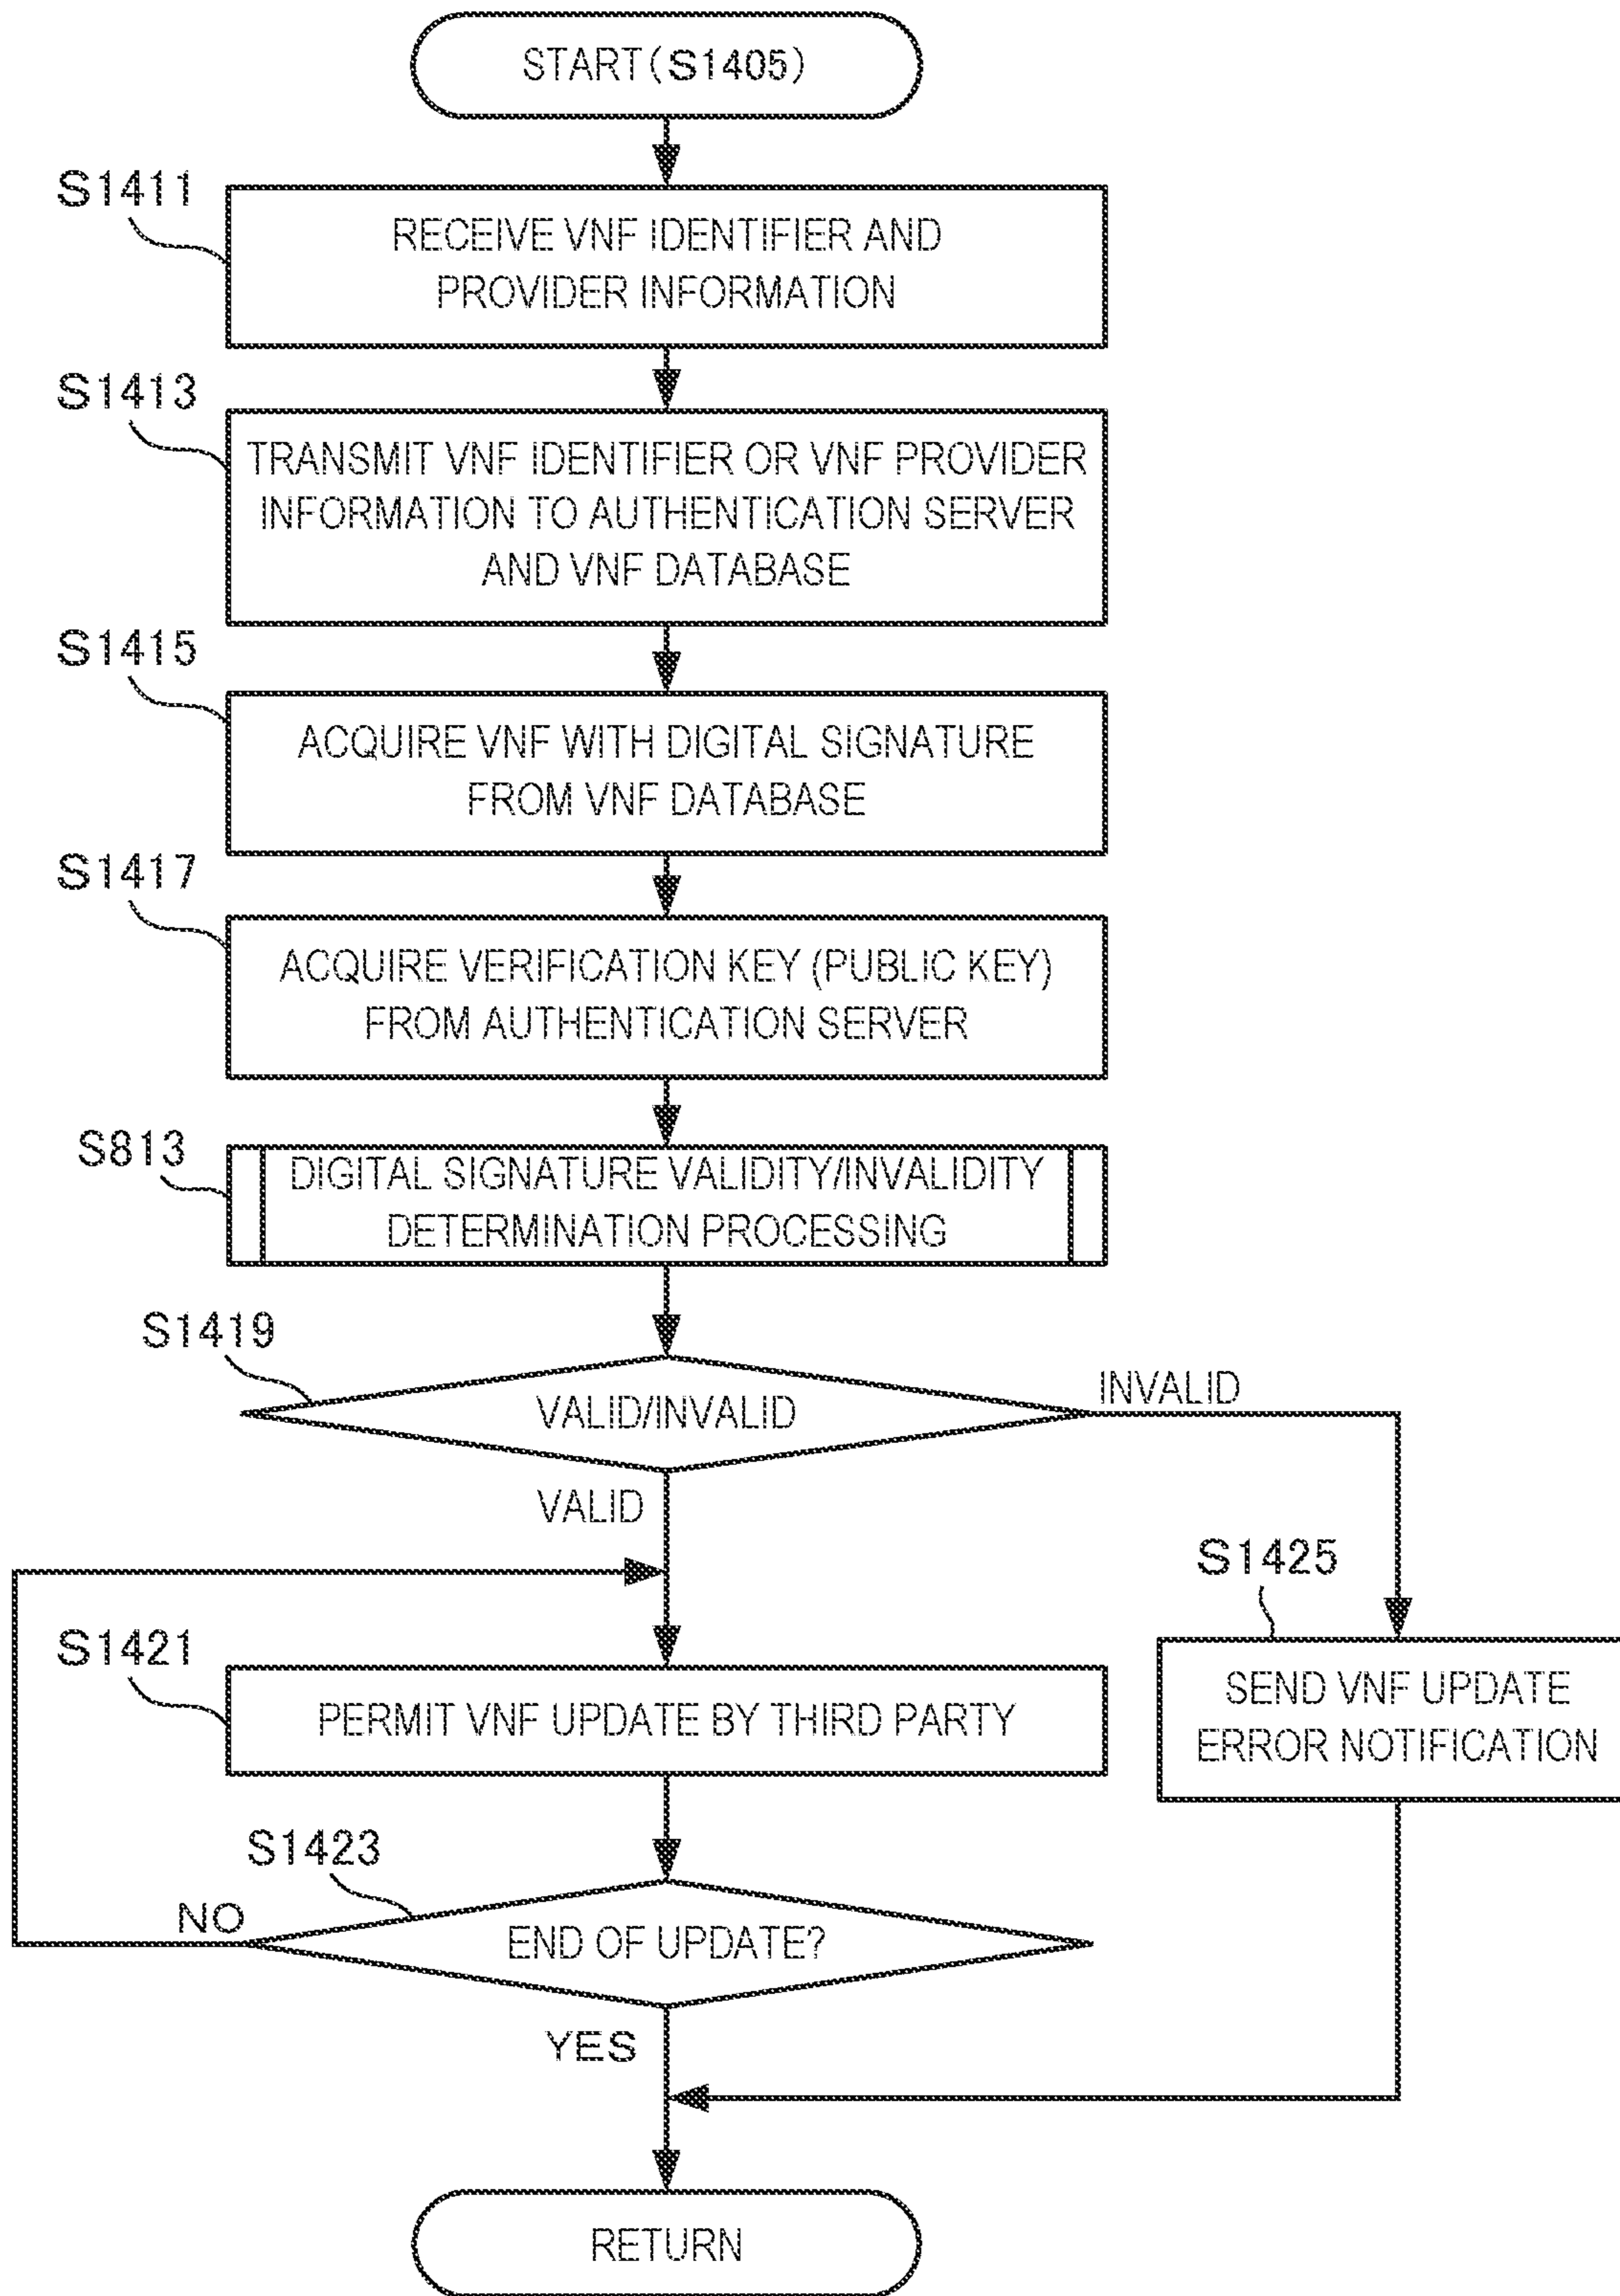 START(S1405)
S1411
RECEIVE VNF IDENTIFIER AND
PROVIDER INFORMATION
S1413
TRANSMIT VNF IDENTIFIER OR VNF PROVIDER
INFORMATION TO AUTHENTICATION SERVER
AND VNF DATABASE
S1415
ACQUIRE VNF WITH DIGITAL SIGNATURE
FROM VNF DATABASE
S1417
ACQUIRE VERIFICATION KEY (PUBLIC KEY)
FROM AUTHENTICATION SERVER
S813
DIGITAL SIGNATURE VALIDITY/INVALIDITY
DETERMINATION PROCESSING
S1419
VALID/INVALID
INVALID
VALID
S1425
SEND VNF UPDATE
ERROR NOTIFICATION
S1421
PERMIT VNF UPDATE BY THIRD PARTY
S1423
NO
END OF UPDATE?
YES
RETURN